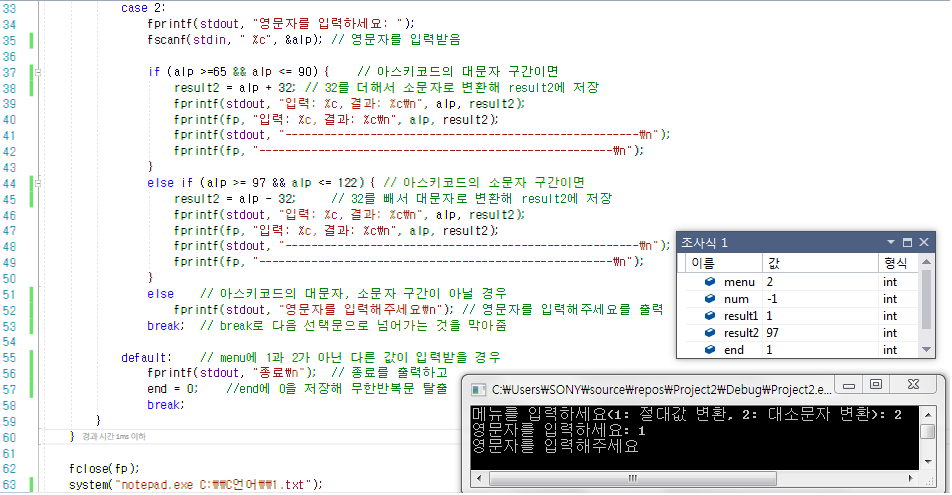 33 case 2:
34 fprintf(stdout, "영문자를 입력하세요: ");
35 fscanf(stdin, " %c", &alp); // 영문자를 입력받음
36
37 if (alp >=65 && alp <= 90) { // 아스키코드의 대문자 구간이면
38 result2 = alp + 32; // 32를 더해서 소문자로 변환해 result2에 저장
39 fprintf(stdout, "입력: %c, 결과: %c₩n", alp, result2);
40 fprintf(fp, "입력: %c, 결과: %c₩n", alp, result2);
41 fprintf(stdout, "------------------------------------------------------₩n");
42 fprintf(fp, "------------------------------------------------------₩n");
43 }
44 else if (alp >= 97 && alp <= 122) { // 아스키코드의 소문자 구간이면
45 result2 = alp - 32; // 32를 빼서 대문자로 변환해 result2에 저장
46 fprintf(stdout, "입력: %c, 결과: %c₩n", alp, result2);
47 fprintf(fp, "입력: %c, 결과: %c₩n", alp, result2);
48 fprintf(stdout, "------------------------------------------------------₩n");
49 fprintf(fp, "------------------------------------------------------₩n");
50 }
51 else // 아스키코드의 대문자, 소문자 구간이 아닐 경우
52 fprintf(stdout, "영문자를 입력해주세요₩n"); // 영문자를 입력해주세요를 출력
53 break; // break로 다음 선택문으로 넘어가는 것을 막아줌
54
55 default: // menu에 1과 2가 아닌 다른 값이 입력받을 경우
56 fprintf(stdout, "종료₩n"); // 종료를 출력하고
57 end = 0; //end에 0을 저장해 무한반복문 탈출
58 break;
59 }
60 } 경과 시간 1ms 이하
61
62 fclose(fp);
63 system("notepad.exe C:₩₩C언어₩₩1.txt");
조사식 1
이름 값 형식
menu 2 int
num -1 int
result1 1 int
result2 97 int
end 1 int
C:₩Users₩SONY₩source₩repos₩Project2₩Debug₩Project2.e...
메뉴를 입력하세요(1: 절대값 변환, 2: 대소문자 변환): 2
영문자를 입력하세요: 1
영문자를 입력해주세요